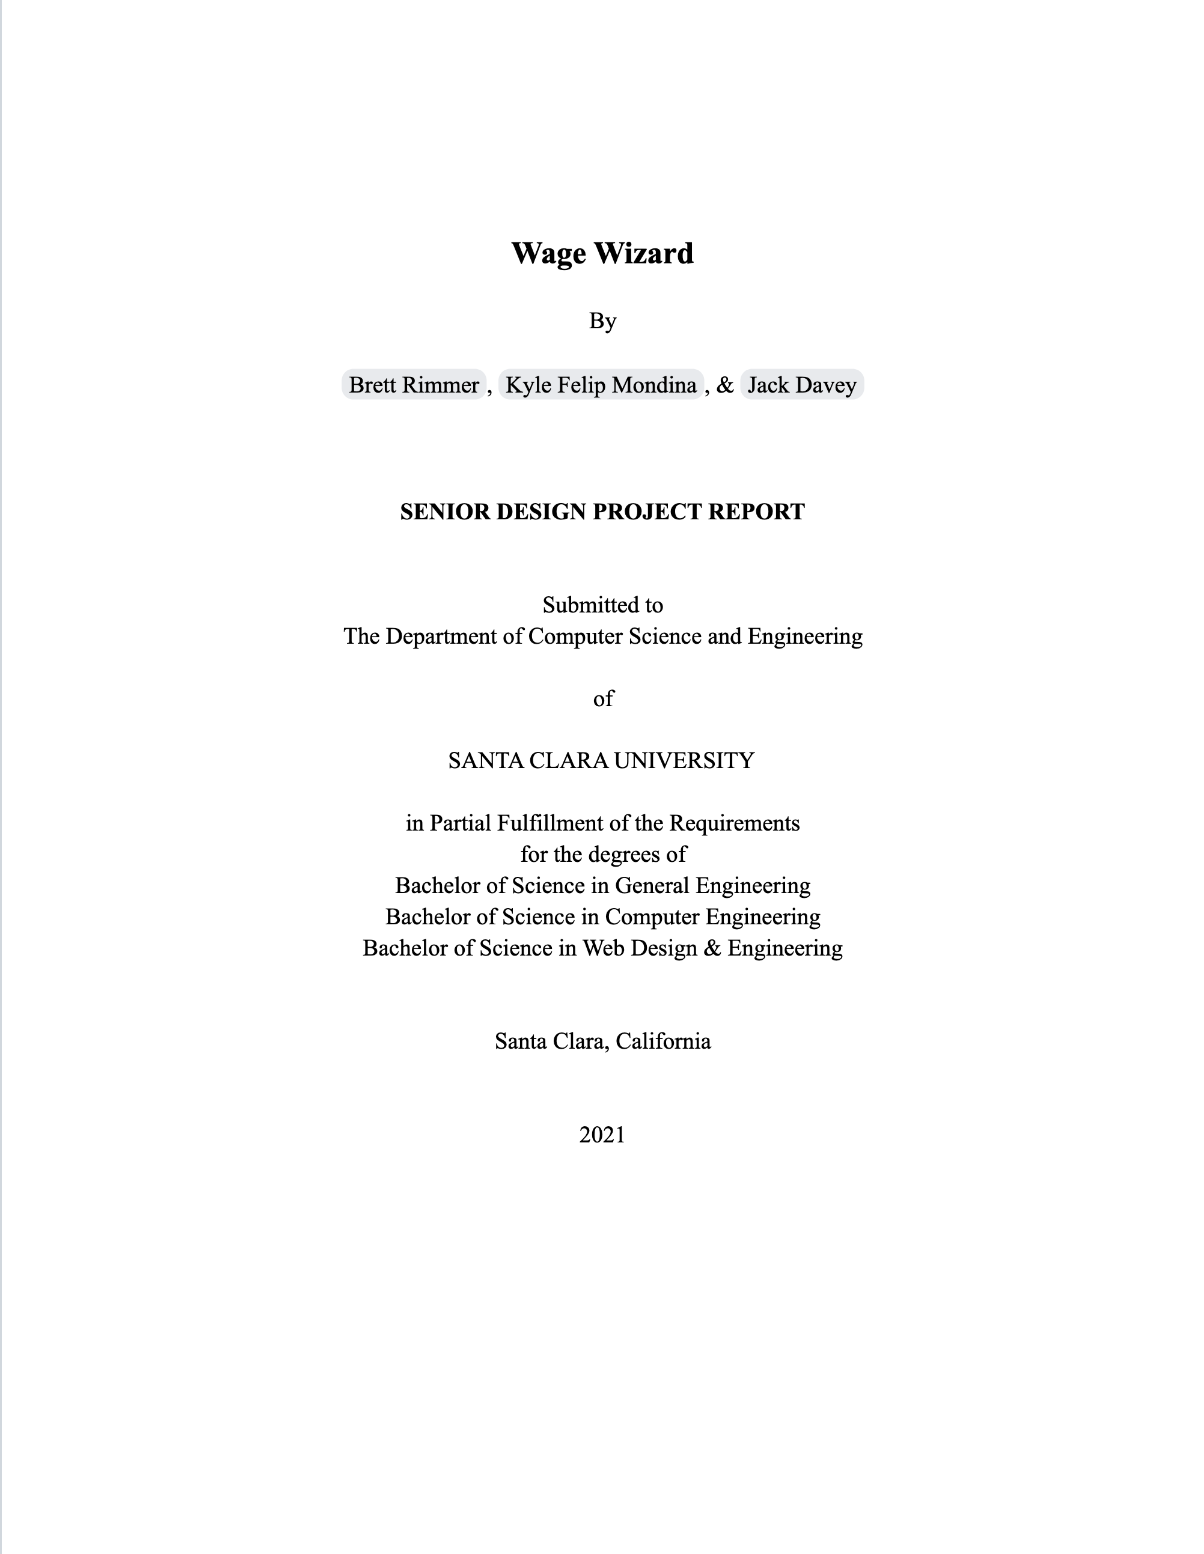 Wage Wizard
By
Brett Rimmer, Kyle Felip Mondina, & Jack Davey
SENIOR DESIGN PROJECT REPORT
Submitted to
The Department of Computer Science and Engineering
of
SANTA CLARA UNIVERSITY
in Partial Fulfillment of the Requirements
for the degrees of
Bachelor of Science in General Engineering
Bachelor of Science in Computer Engineering
Bachelor of Science in Web Design & Engineering
Santa Clara, California
2021